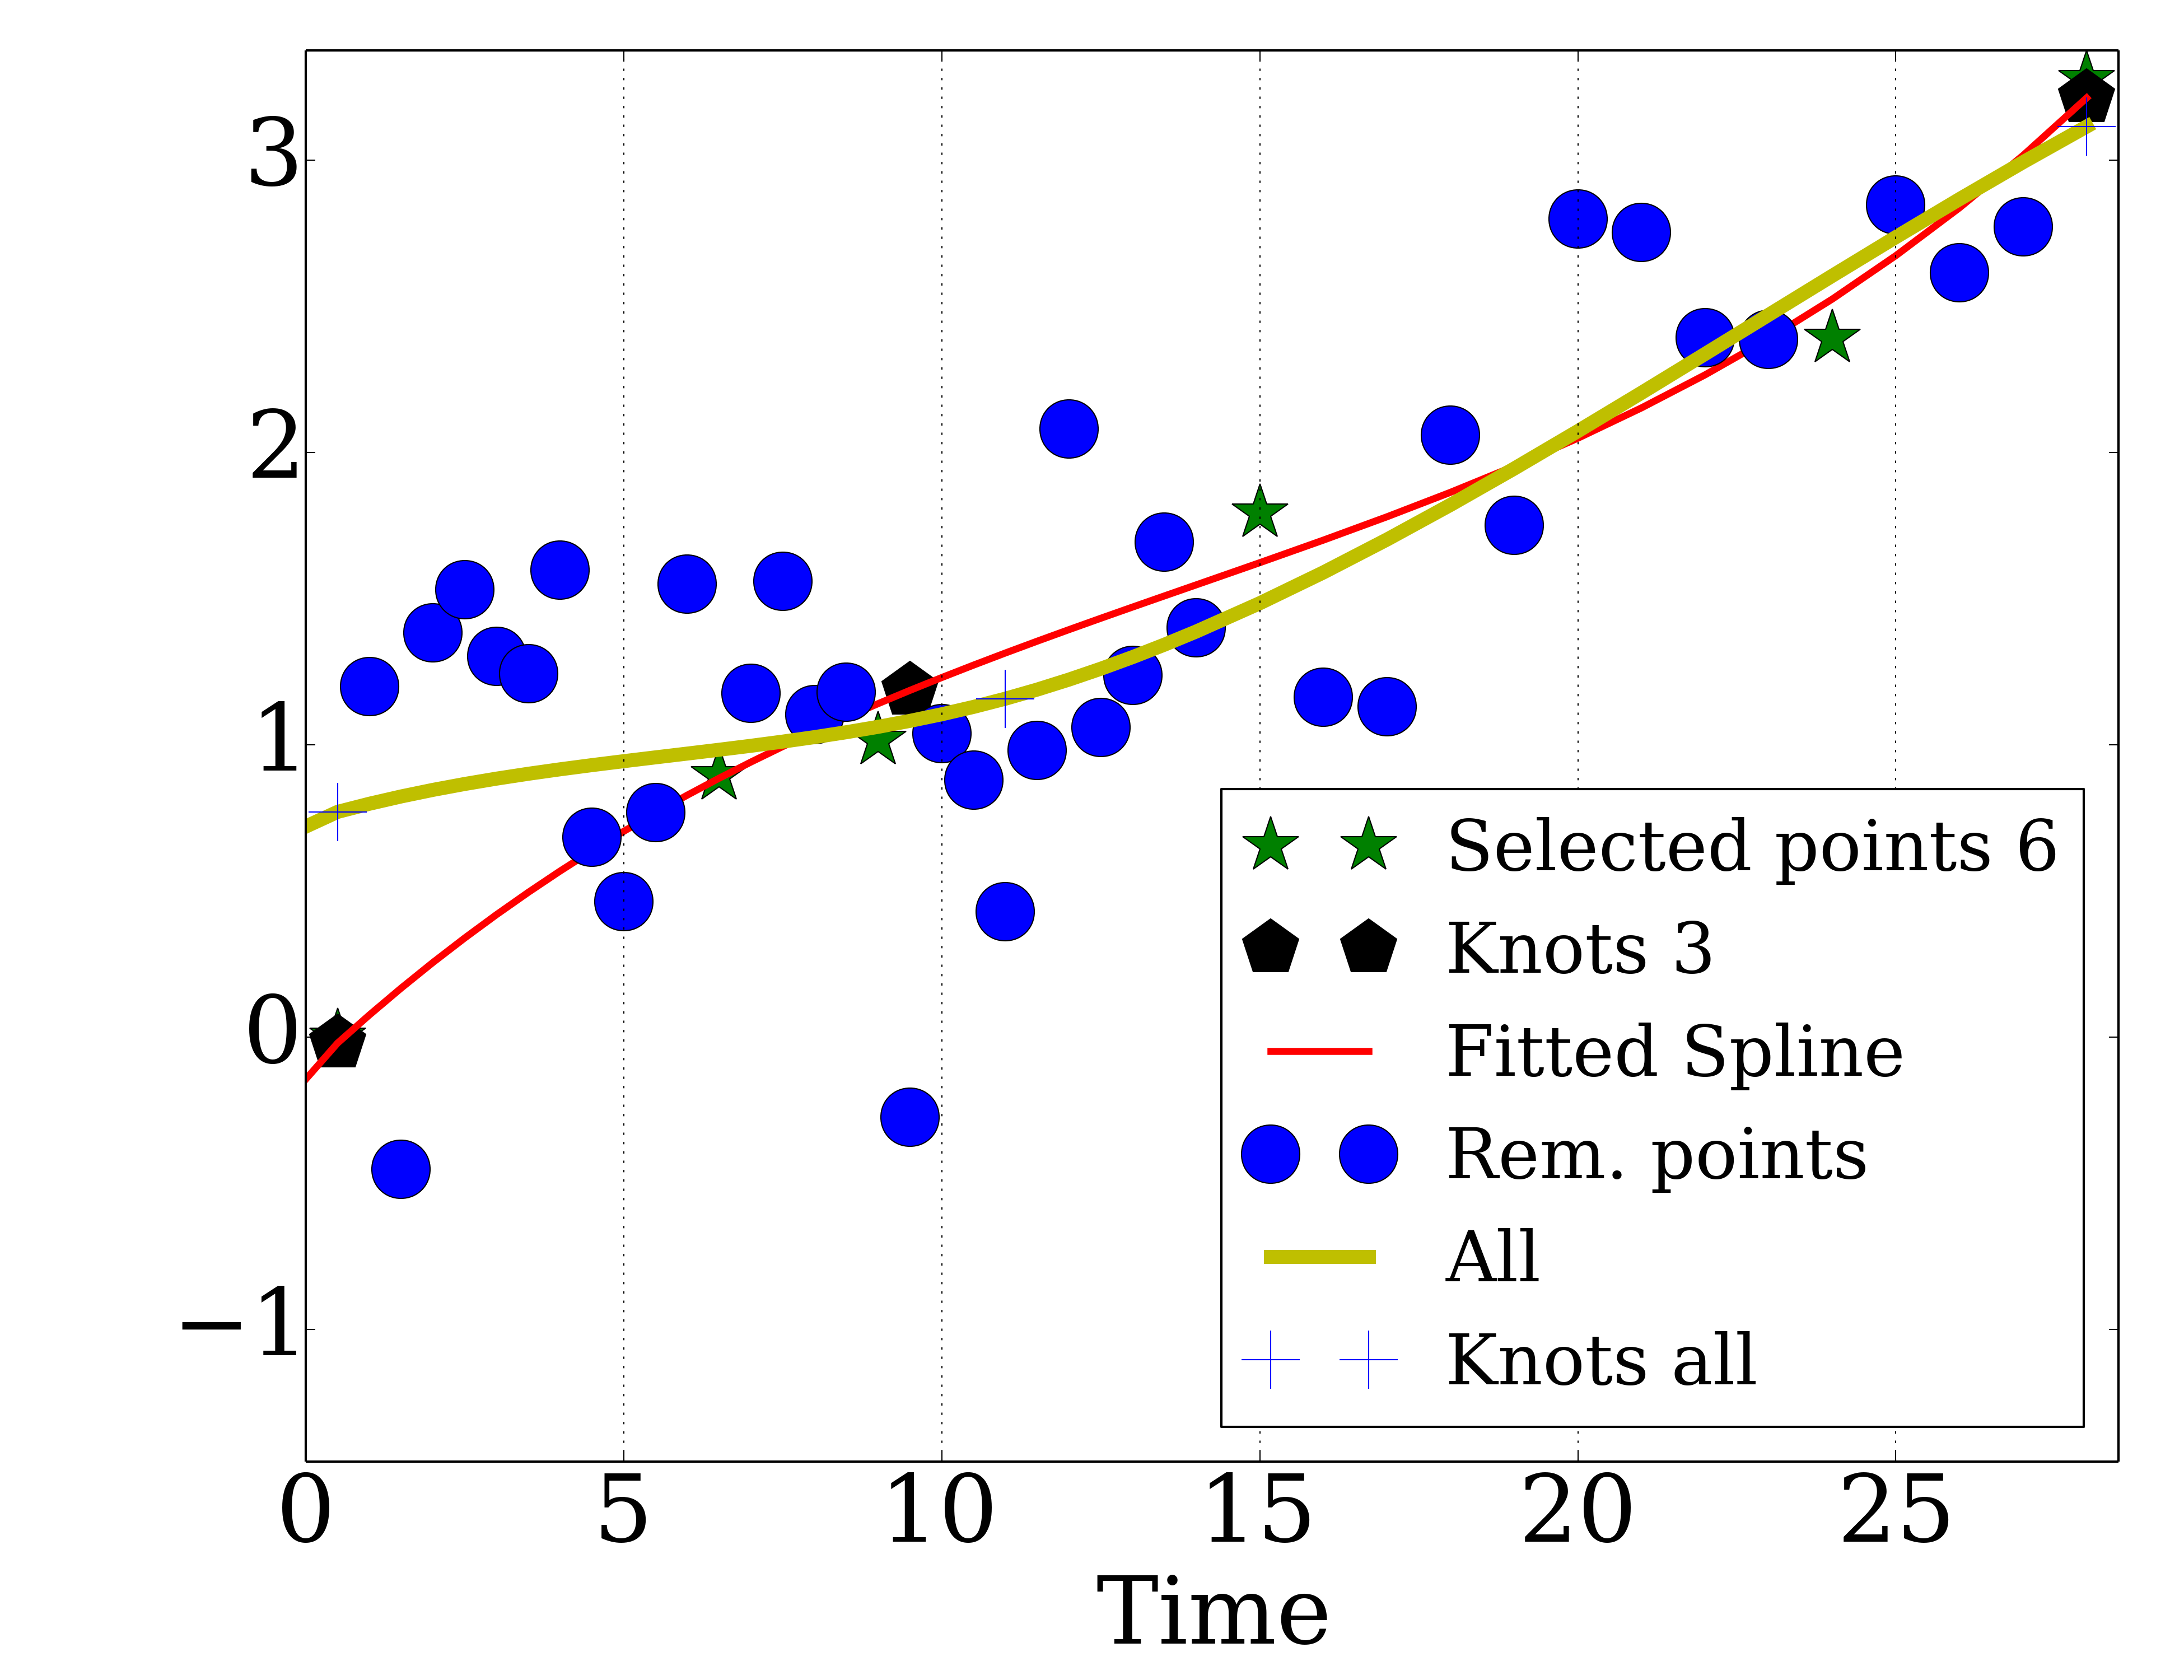 3
2
1
0
−1
Selected points 6
Knots 3
Fitted Spline
Rem. points
All
Knots all
0 5 10 15 20 25
Time